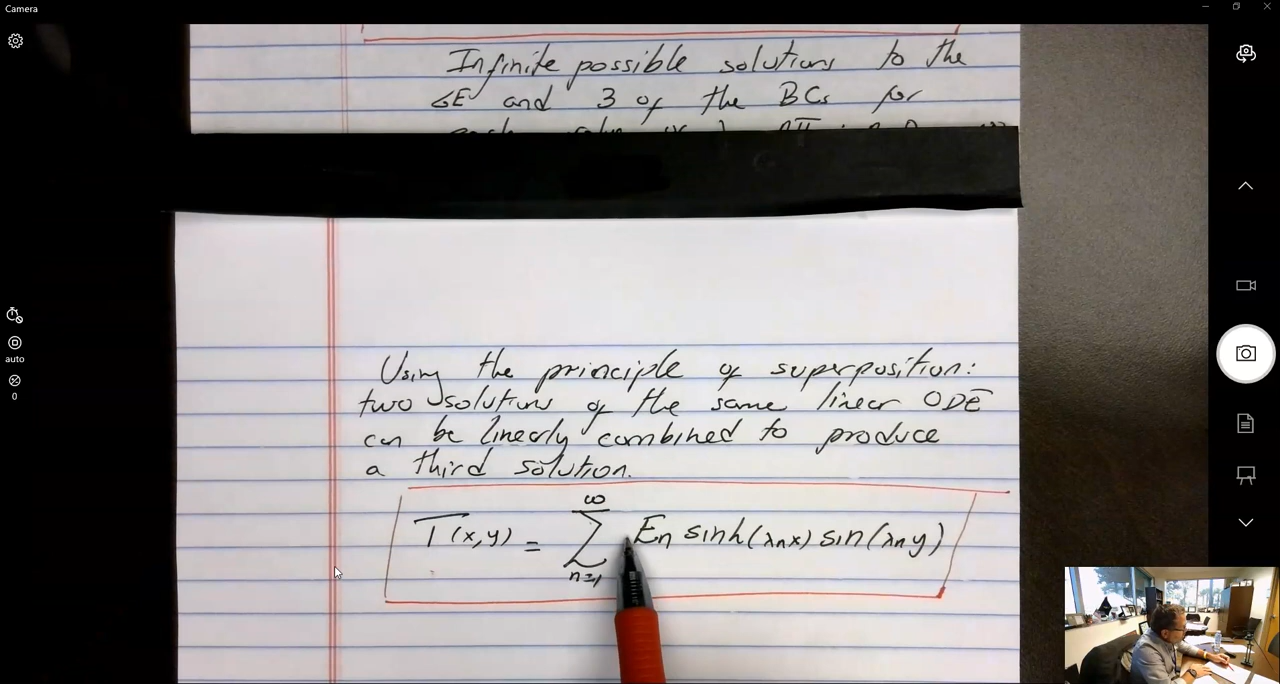 Camera
Infinite possible solutions to the
GE and 3 of the BCs for
auto
0
Using the principle of superposition:
two solutions of the same linear ODE
can be linerly combined to produce
a third solution.
∞
T(x,y) = ∑ En sinh(λnx) sin(λny)
n=1